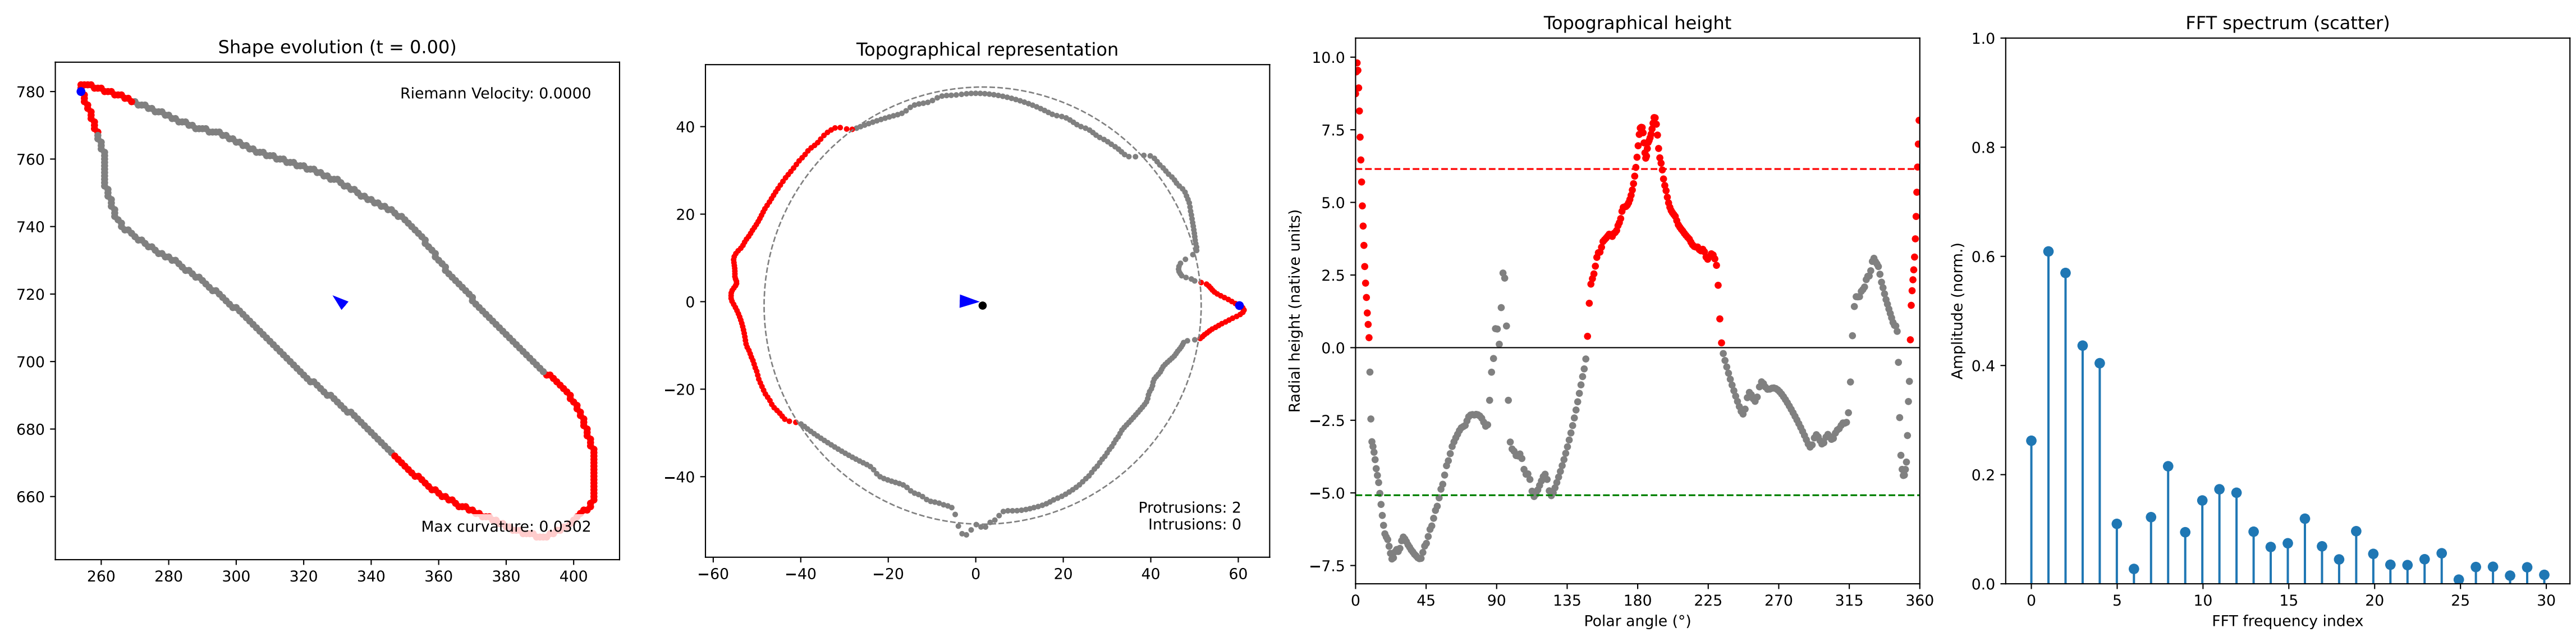 Shape evolution (t = 0.00)
Riemann Velocity: 0.0000
Max curvature: 0.0302
780
760
740
720
700
680
660
260 280 300 320 340 360 380 400
Topographical representation
40
20
0
−20
−40
−60 −40 −20 0 20 40 60
Protrusions: 2
Intrusions: 0
Topographical height
Radial height (native units)
10.0
7.5
5.0
2.5
0.0
−2.5
−5.0
−7.5
0 45 90 135 180 225 270 315 360
Polar angle (°)
FFT spectrum (scatter)
Amplitude (norm.)
1.0
0.8
0.6
0.4
0.2
0.0
0 5 10 15 20 25 30
FFT frequency index